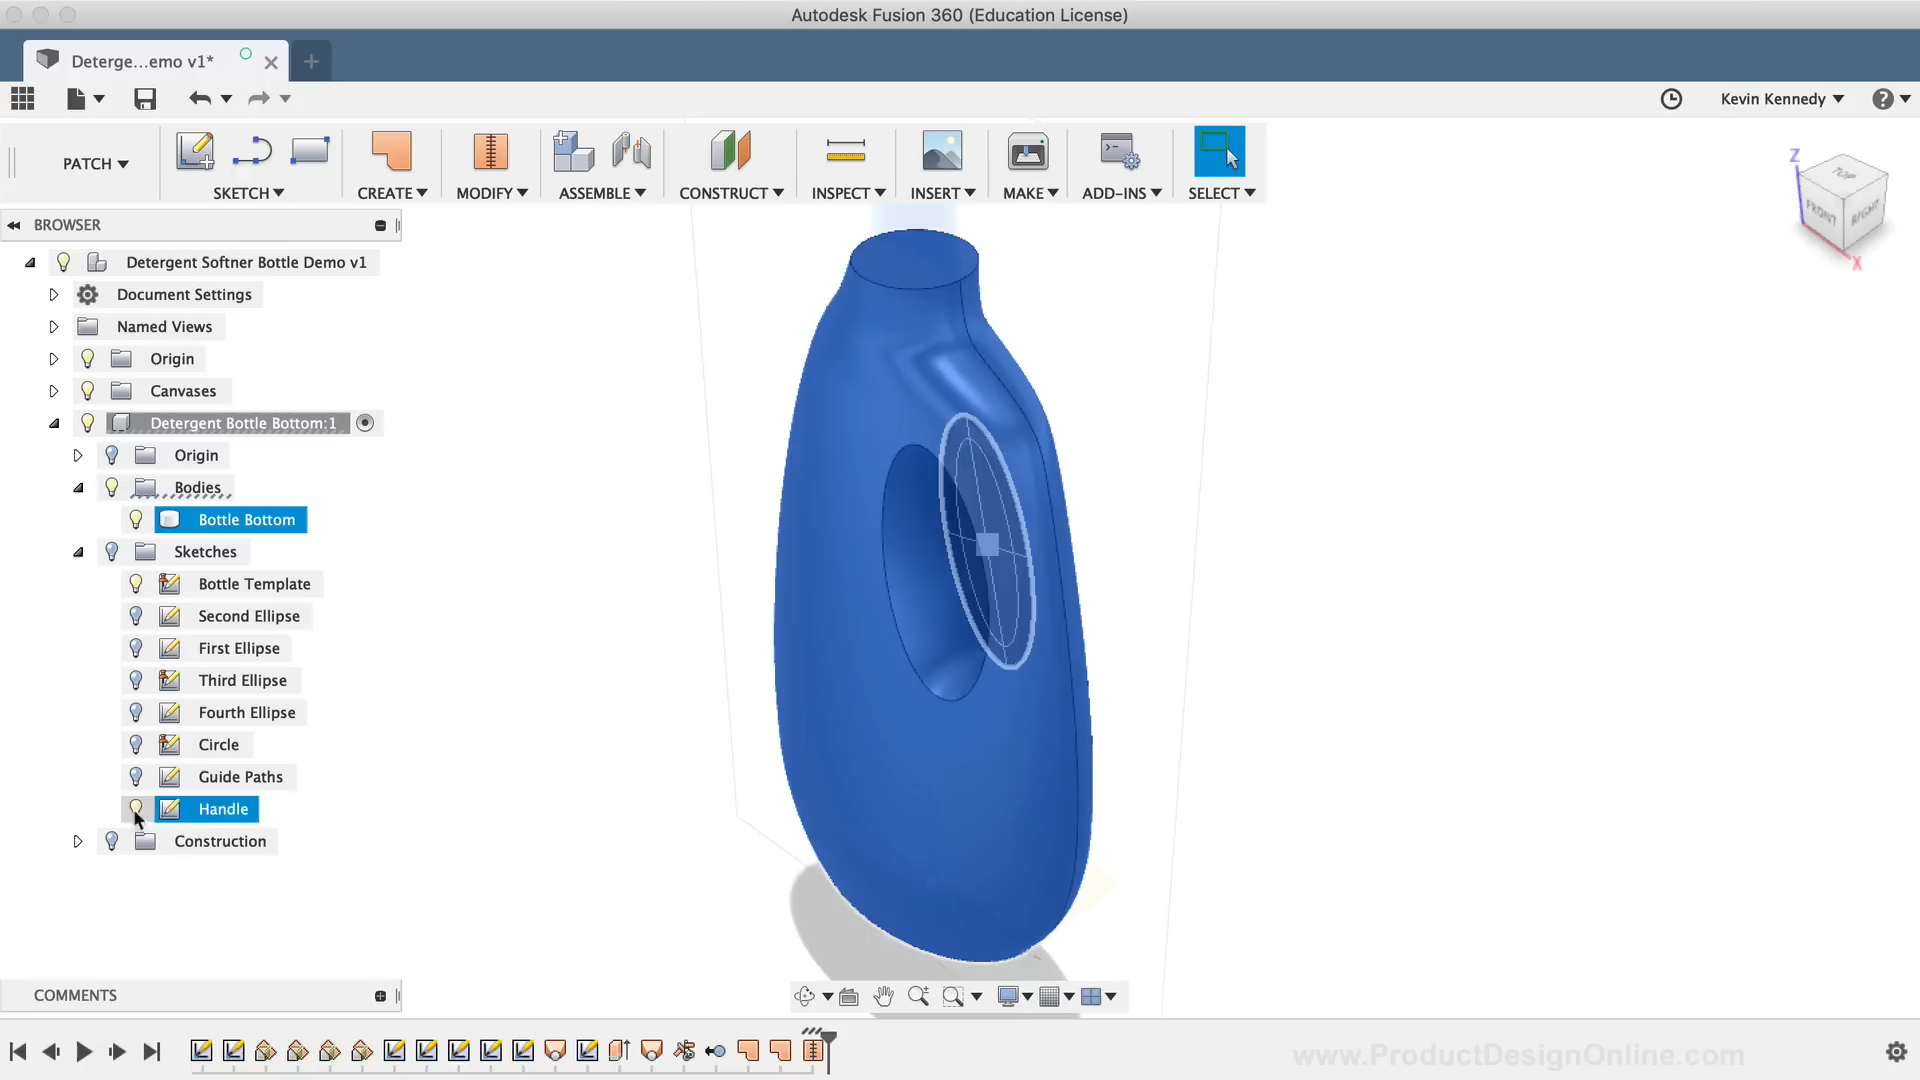 Autodesk Fusion 360 (Education License)
Deterge...emo v1*
Kevin Kennedy
PATCH
SKETCH
CREATE
MODIFY
ASSEMBLE
CONSTRUCT
INSPECT
INSERT
MAKE
ADD-INS
SELECT
BROWSER
Detergent Softner Bottle Demo v1
Document Settings
Named Views
Origin
Canvases
Detergent Bottle Bottom:1
Origin
Bodies
Bottle Bottom
Sketches
Bottle Template
Second Ellipse
First Ellipse
Third Ellipse
Fourth Ellipse
Circle
Guide Paths
Handle
Construction
Z
TOP
FRONT
RIGHT
X
COMMENTS
www.ProductDesignOnline.com